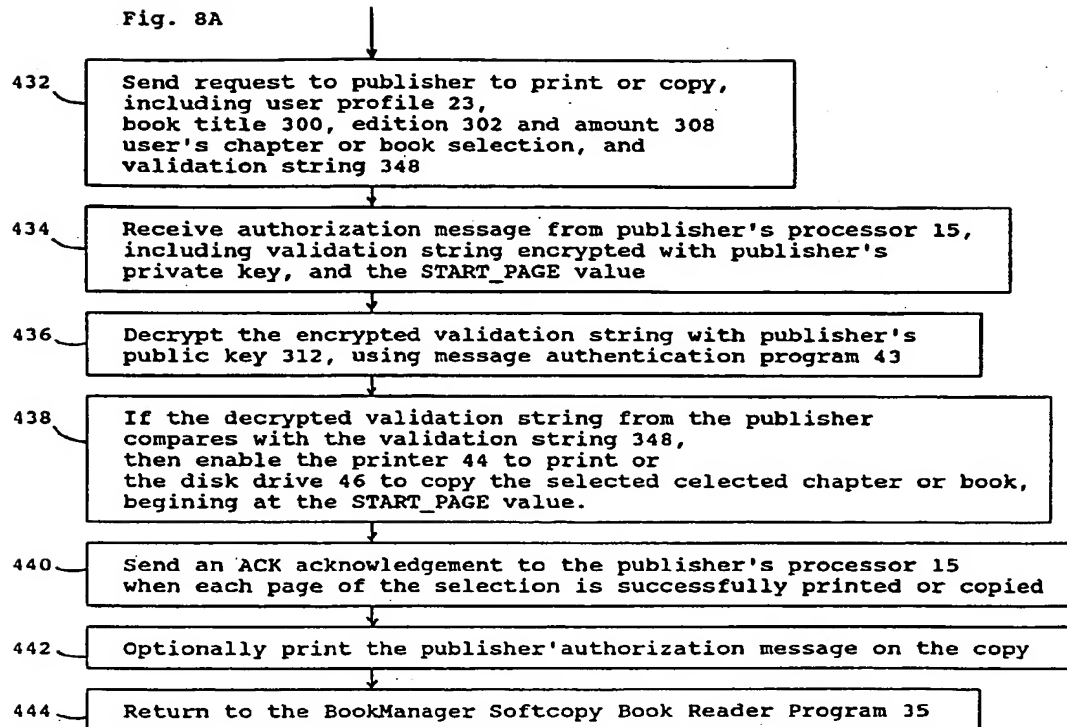 Fig. 8A
432
Send request to publisher to print or copy,
including user profile 23,
book title 300, edition 302 and amount 308
user's chapter or book selection, and
validation string 348
434
Receive authorization message from publisher's processor 15,
including validation string encrypted with publisher's
private key, and the START_PAGE value
436
Decrypt the encrypted validation string with publisher's
public key 312, using message authentication program 43
438
If the decrypted validation string from the publisher
compares with the validation string 348,
then enable the printer 44 to print or
the disk drive 46 to copy the selected celected chapter or book,
begining at the START_PAGE value.
440
Send an ACK acknowledgement to the publisher's processor 15
when each page of the selection is successfully printed or copied
442
Optionally print the publisher'authorization message on the copy
444
Return to the BookManager Softcopy Book Reader Program 35